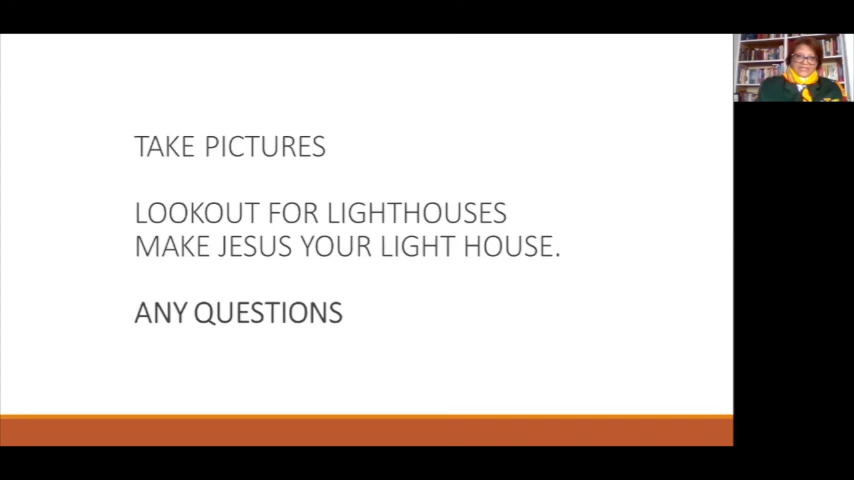 TAKE PICTURES
LOOKOUT FOR LIGHTHOUSES
MAKE JESUS YOUR LIGHT HOUSE.
ANY QUESTIONS